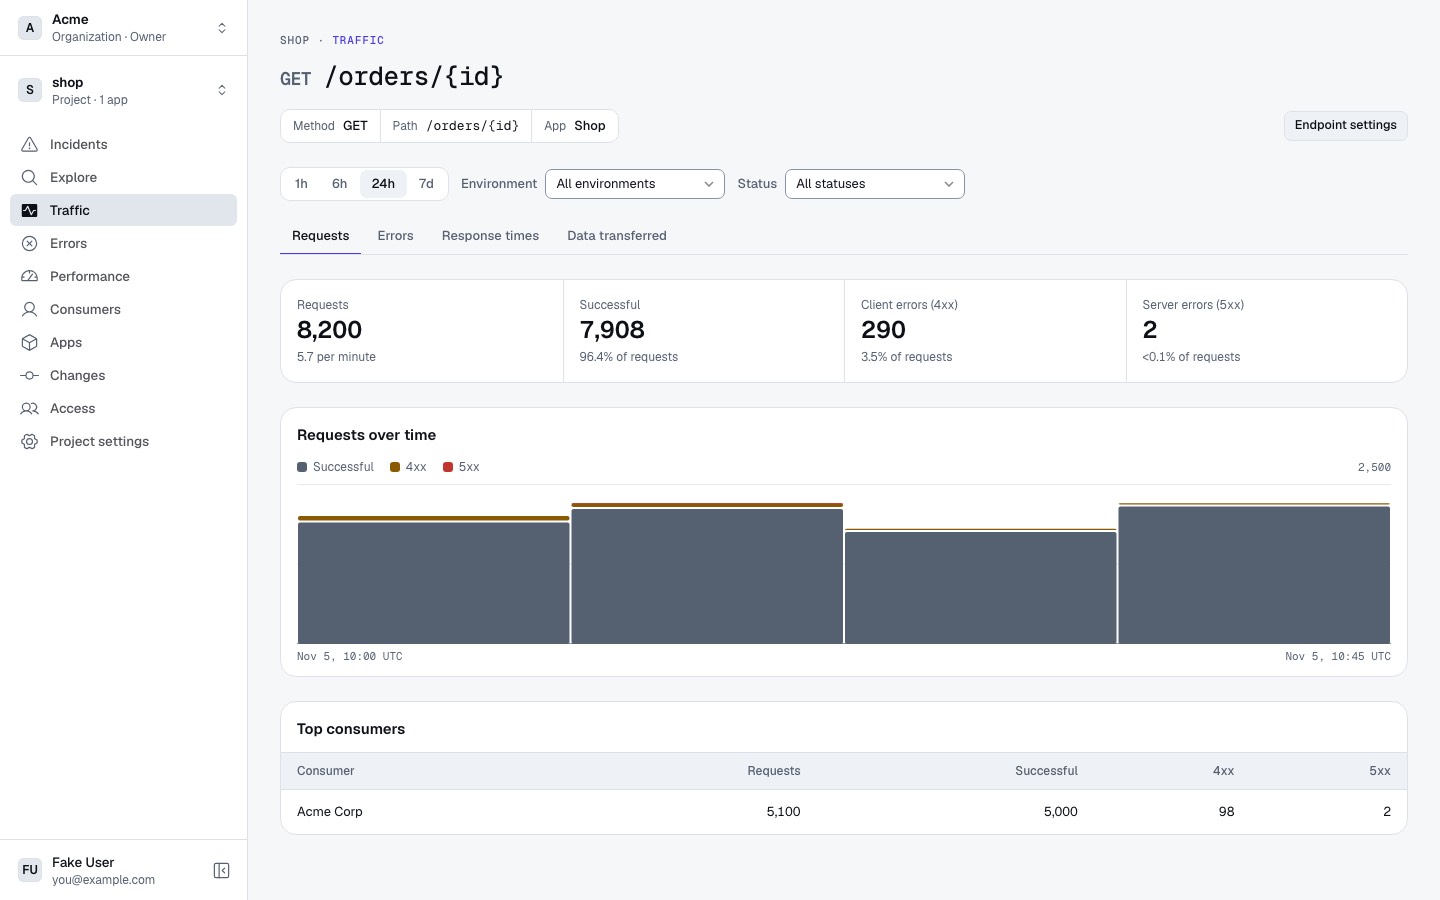 A
Acme
Organization · Owner
S
shop
Project · 1 app
Incidents
Explore
Traffic
Errors
Performance
Consumers
Apps
Changes
Access
Project settings
FU
Fake User
you@example.com
SHOP · TRAFFIC
GET /orders/{id}
Method GET Path /orders/{id} App Shop
Endpoint settings
1h 6h 24h 7d Environment All environments Status All statuses
Requests Errors Response times Data transferred
Requests
8,200
5.7 per minute
Successful
7,908
96.4% of requests
Client errors (4xx)
290
3.5% of requests
Server errors (5xx)
2
<0.1% of requests
Requests over time
Successful 4xx 5xx 2,500
Nov 5, 10:00 UTC Nov 5, 10:45 UTC
Top consumers
Consumer Requests Successful 4xx 5xx
Acme Corp 5,100 5,000 98 2